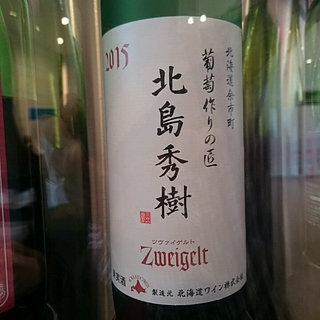 2015
北海道余市町
葡萄作りの匠
北島秀樹
ツヴァイゲルト
Zweigelt
果実酒
製造元 北海道ワイン株式会社